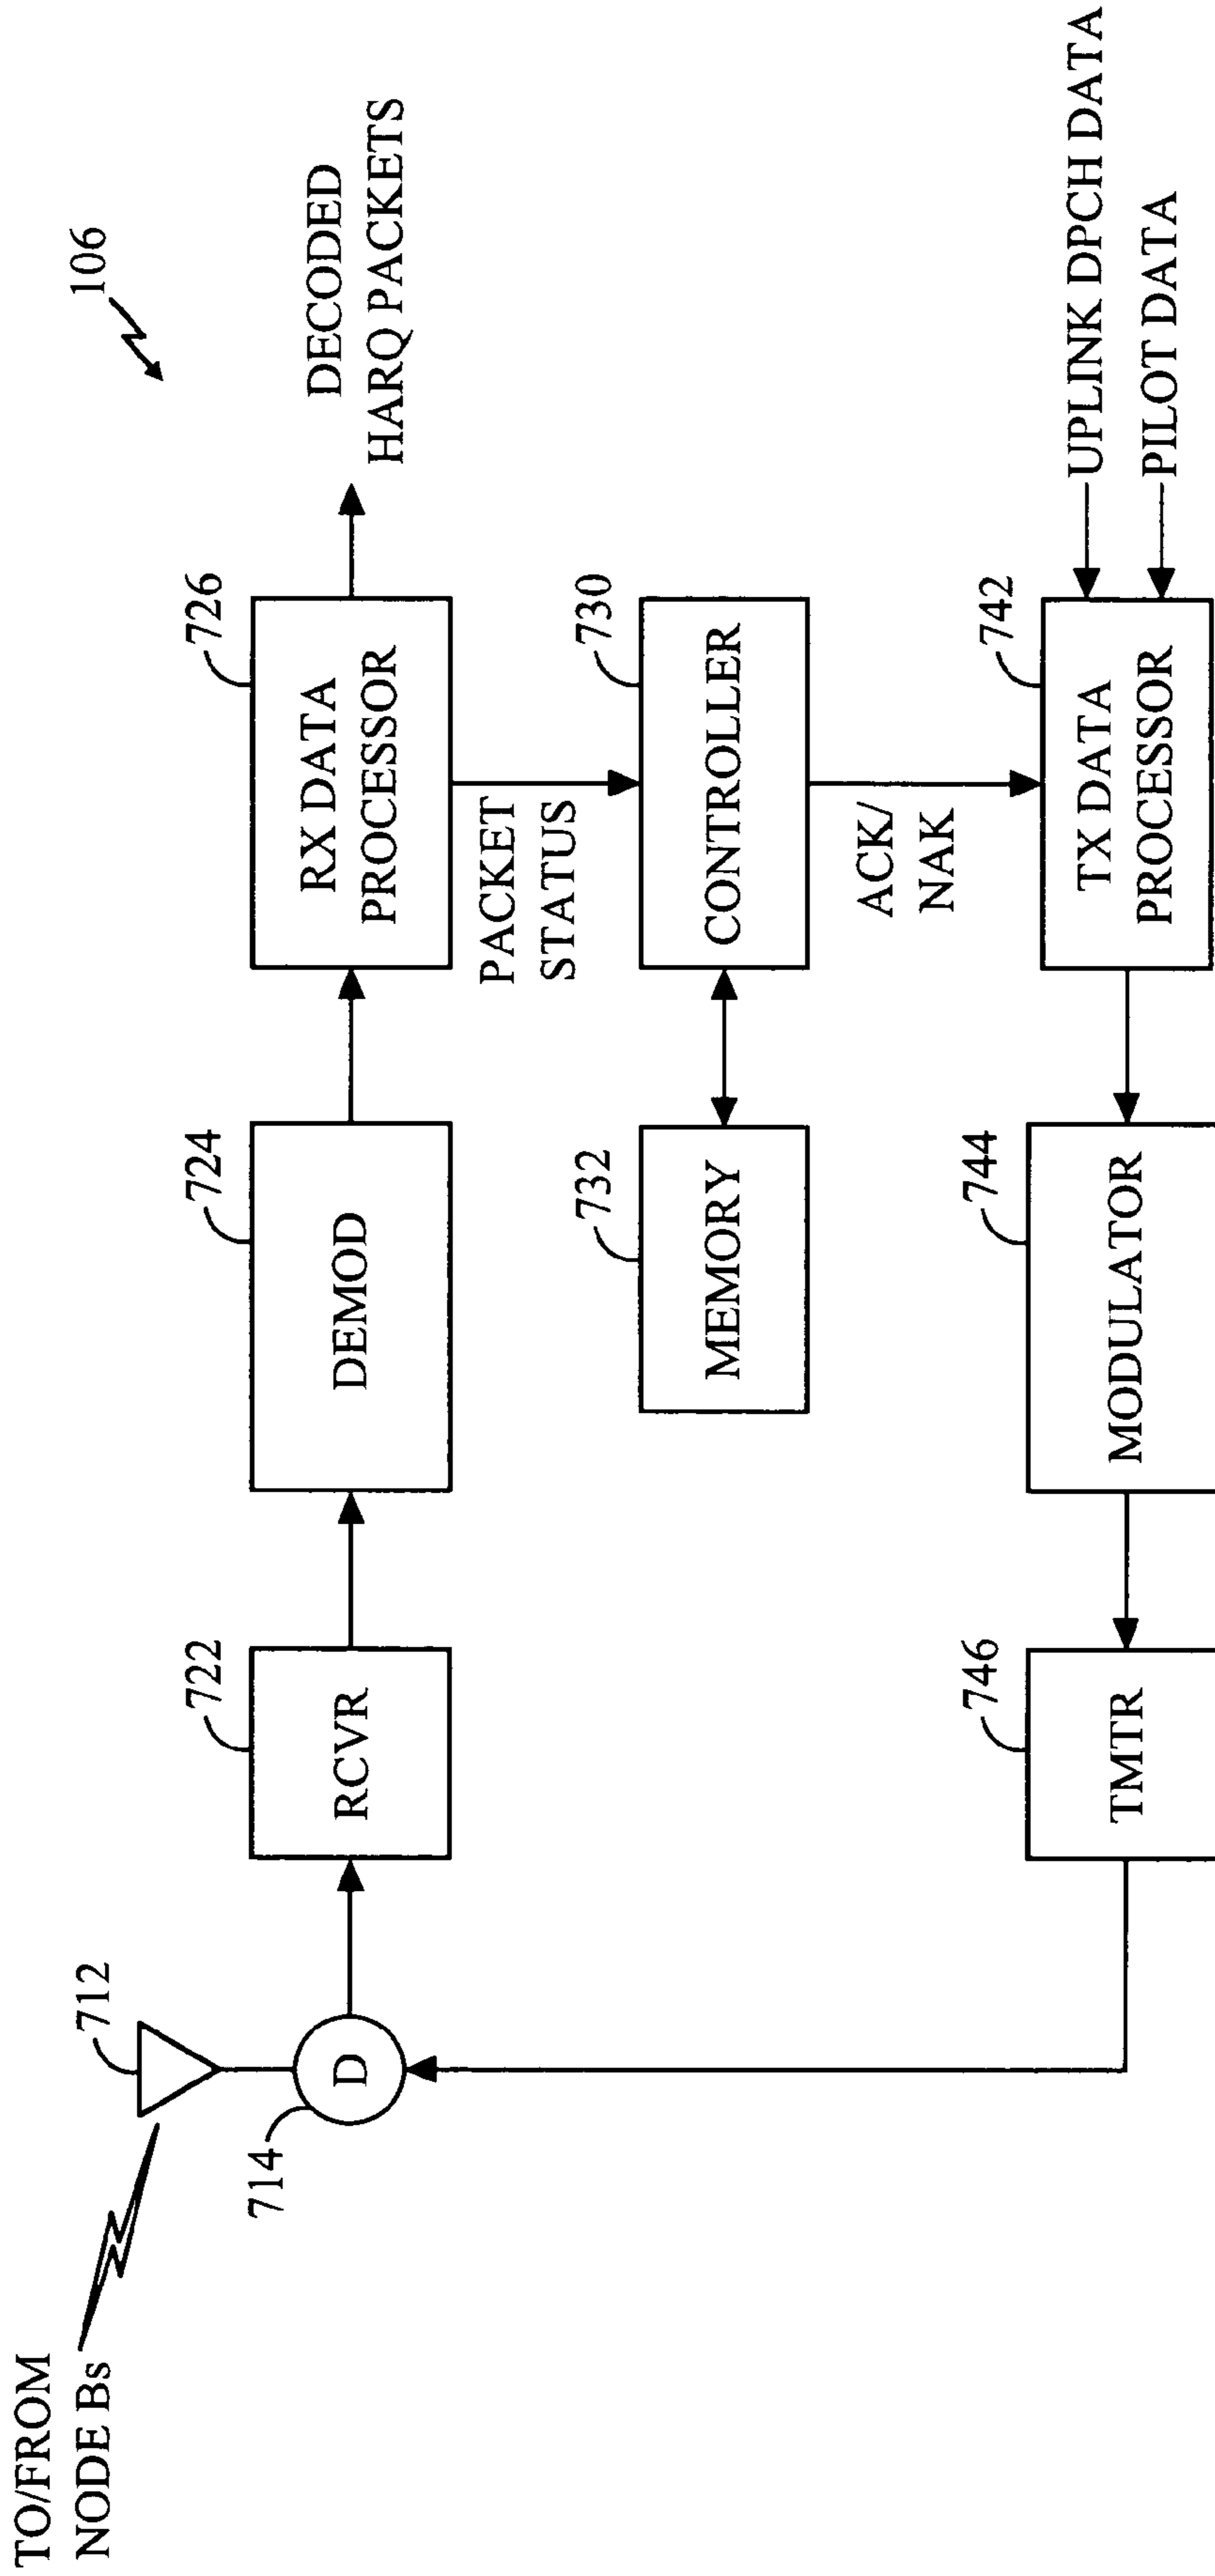 106
TO/FROM
NODE Bs
712
714
D
722
RCVR
724
DEMOD
726
RX DATA
PROCESSOR
DECODED
HARQ PACKETS
PACKET
STATUS
732
MEMORY
730
CONTROLLER
ACK/
NAK
746
TMTR
744
MODULATOR
742
TX DATA
PROCESSOR
UPLINK DPCH DATA
PILOT DATA